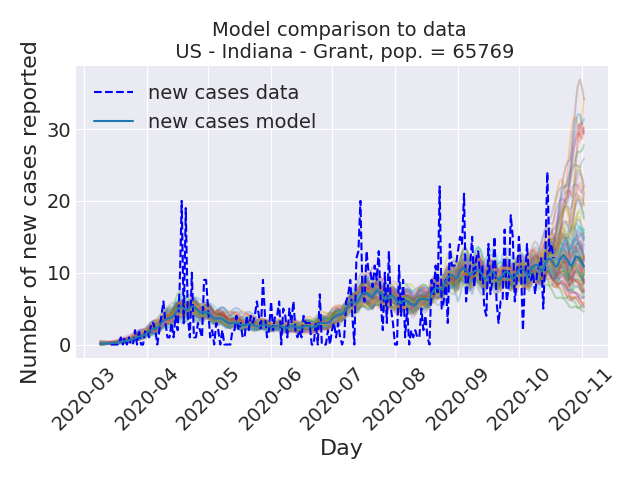 Model comparison to data
US - Indiana - Grant, pop. = 65769
Number of new cases reported
new cases data
new cases model
30
20
10
0
2020-03
2020-04
2020-05
2020-06
2020-07
2020-08
2020-09
2020-10
2020-11
Day